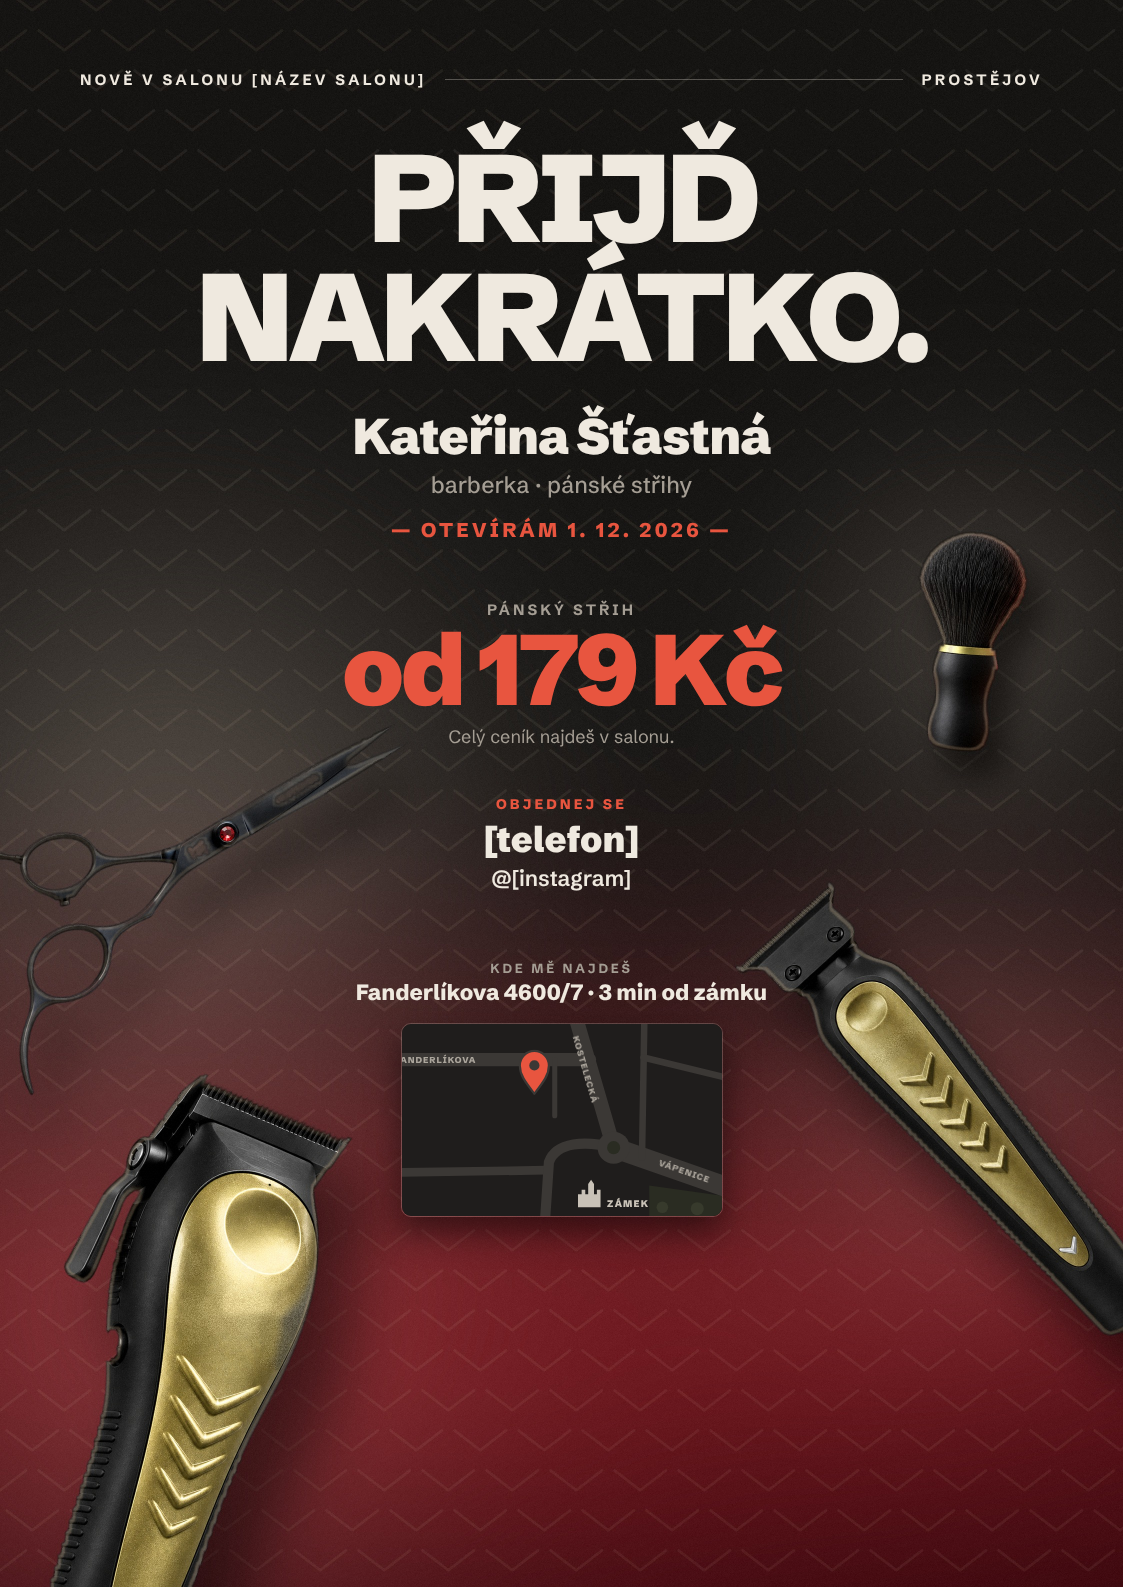 NOVĚ V SALONU [NÁZEV SALONU]
PROSTĚJOV
PŘIJĎ
NAKRÁTKO.
Kateřina Šťastná
barberka · pánské střihy
— OTEVÍRÁM 1. 12. 2026 —
PÁNSKÝ STŘIH
od 179 Kč
Celý ceník najdeš v salonu.
OBJEDNEJ SE
[telefon]
@[instagram]
KDE MĚ NAJDEŠ
Fanderlíkova 4600/7 · 3 min od zámku
ANDERLÍKOVA
KOSTELECKÁ
VÁPENICE
ZÁMEK